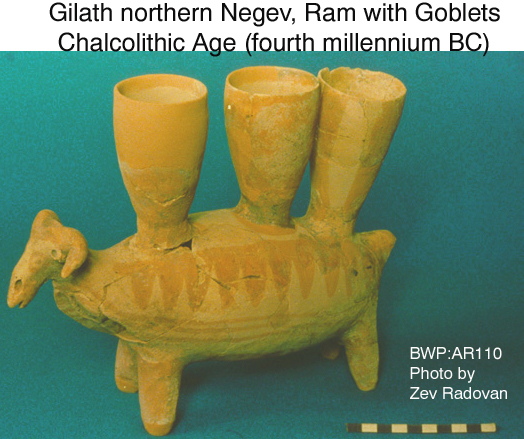 Gilath northern Negev, Ram with Goblets
Chalcolithic Age (fourth millennium BC)
BWP:AR110
Photo by
Zev Radovan